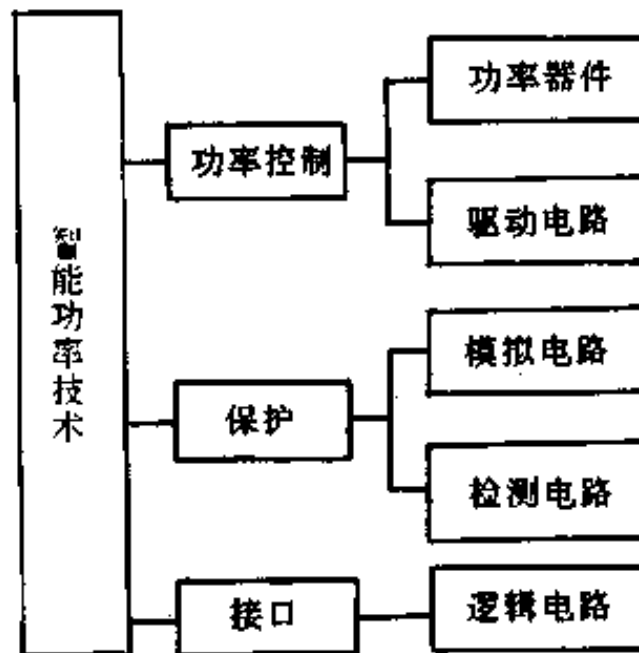 智能功率技术
功率控制
功率器件
驱动电路
保护
模拟电路
检测电路
接口
逻辑电路